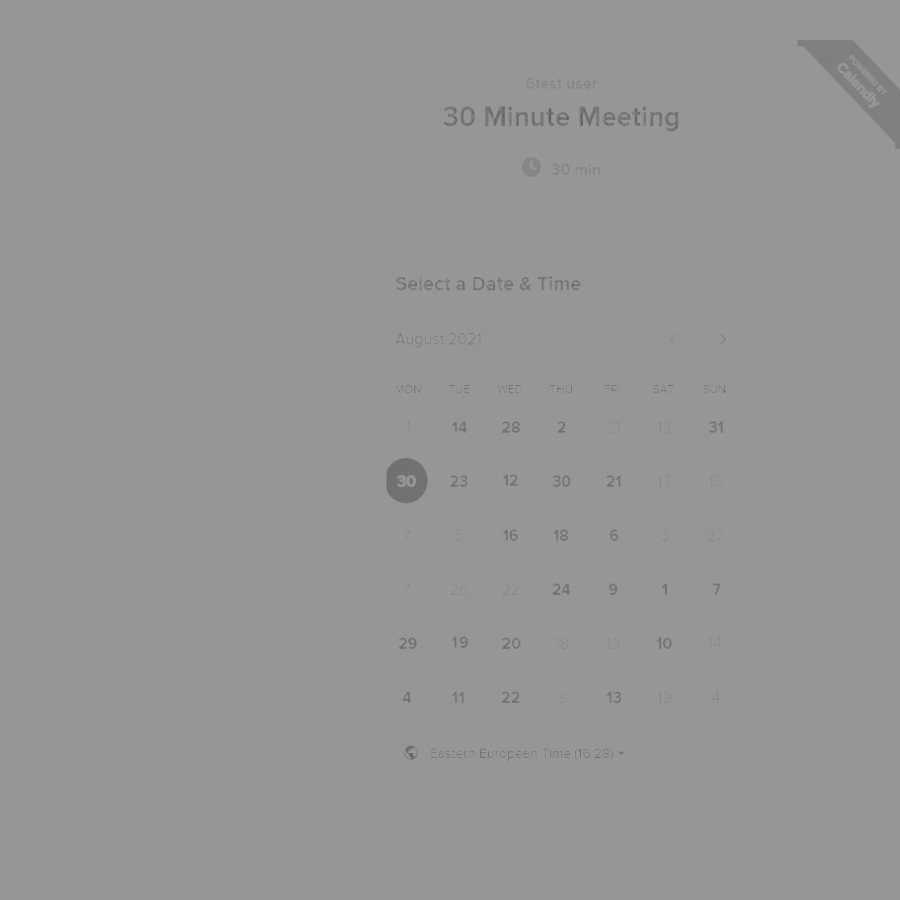 POWERED BY
Calendly
6test user
30 Minute Meeting
30 min
Select a Date & Time
August 2021
MON TUE WED THU FRI SAT SUN
1 14 28 2 31 13 31
30 23 12 30 21 13 13
7 5 16 18 6 3 27
7 26 22 24 9 1 7
29 19 20 18 19 10 14
4 11 22 8 13 19 4
Eastern European Time (16:28)